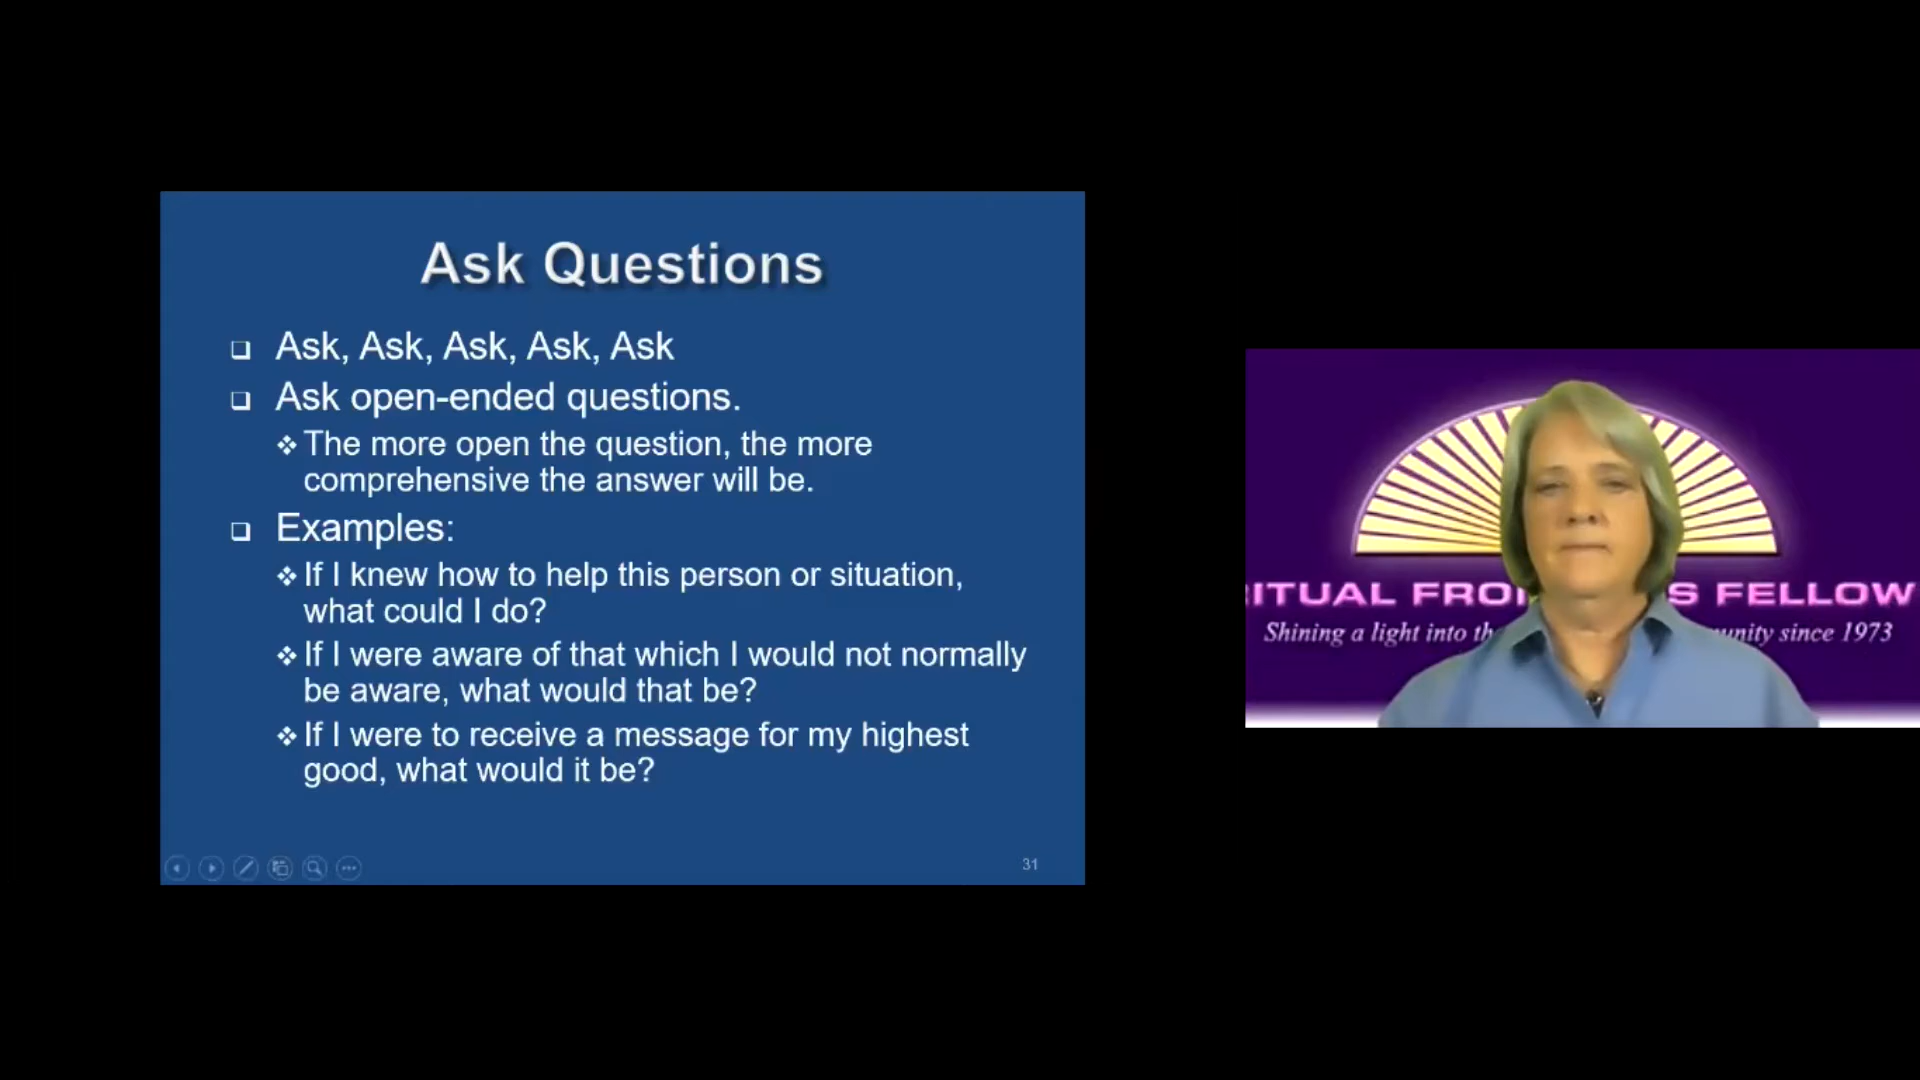 Ask Questions
Ask, Ask, Ask, Ask, Ask
Ask open-ended questions.
The more open the question, the more
comprehensive the answer will be.
Examples:
If I knew how to help this person or situation,
what could I do?
If I were aware of that which I would not normally
be aware, what would that be?
If I were to receive a message for my highest
good, what would it be?
31
RITUAL FRO S FELLOW
Shining a light into th unity since 1973